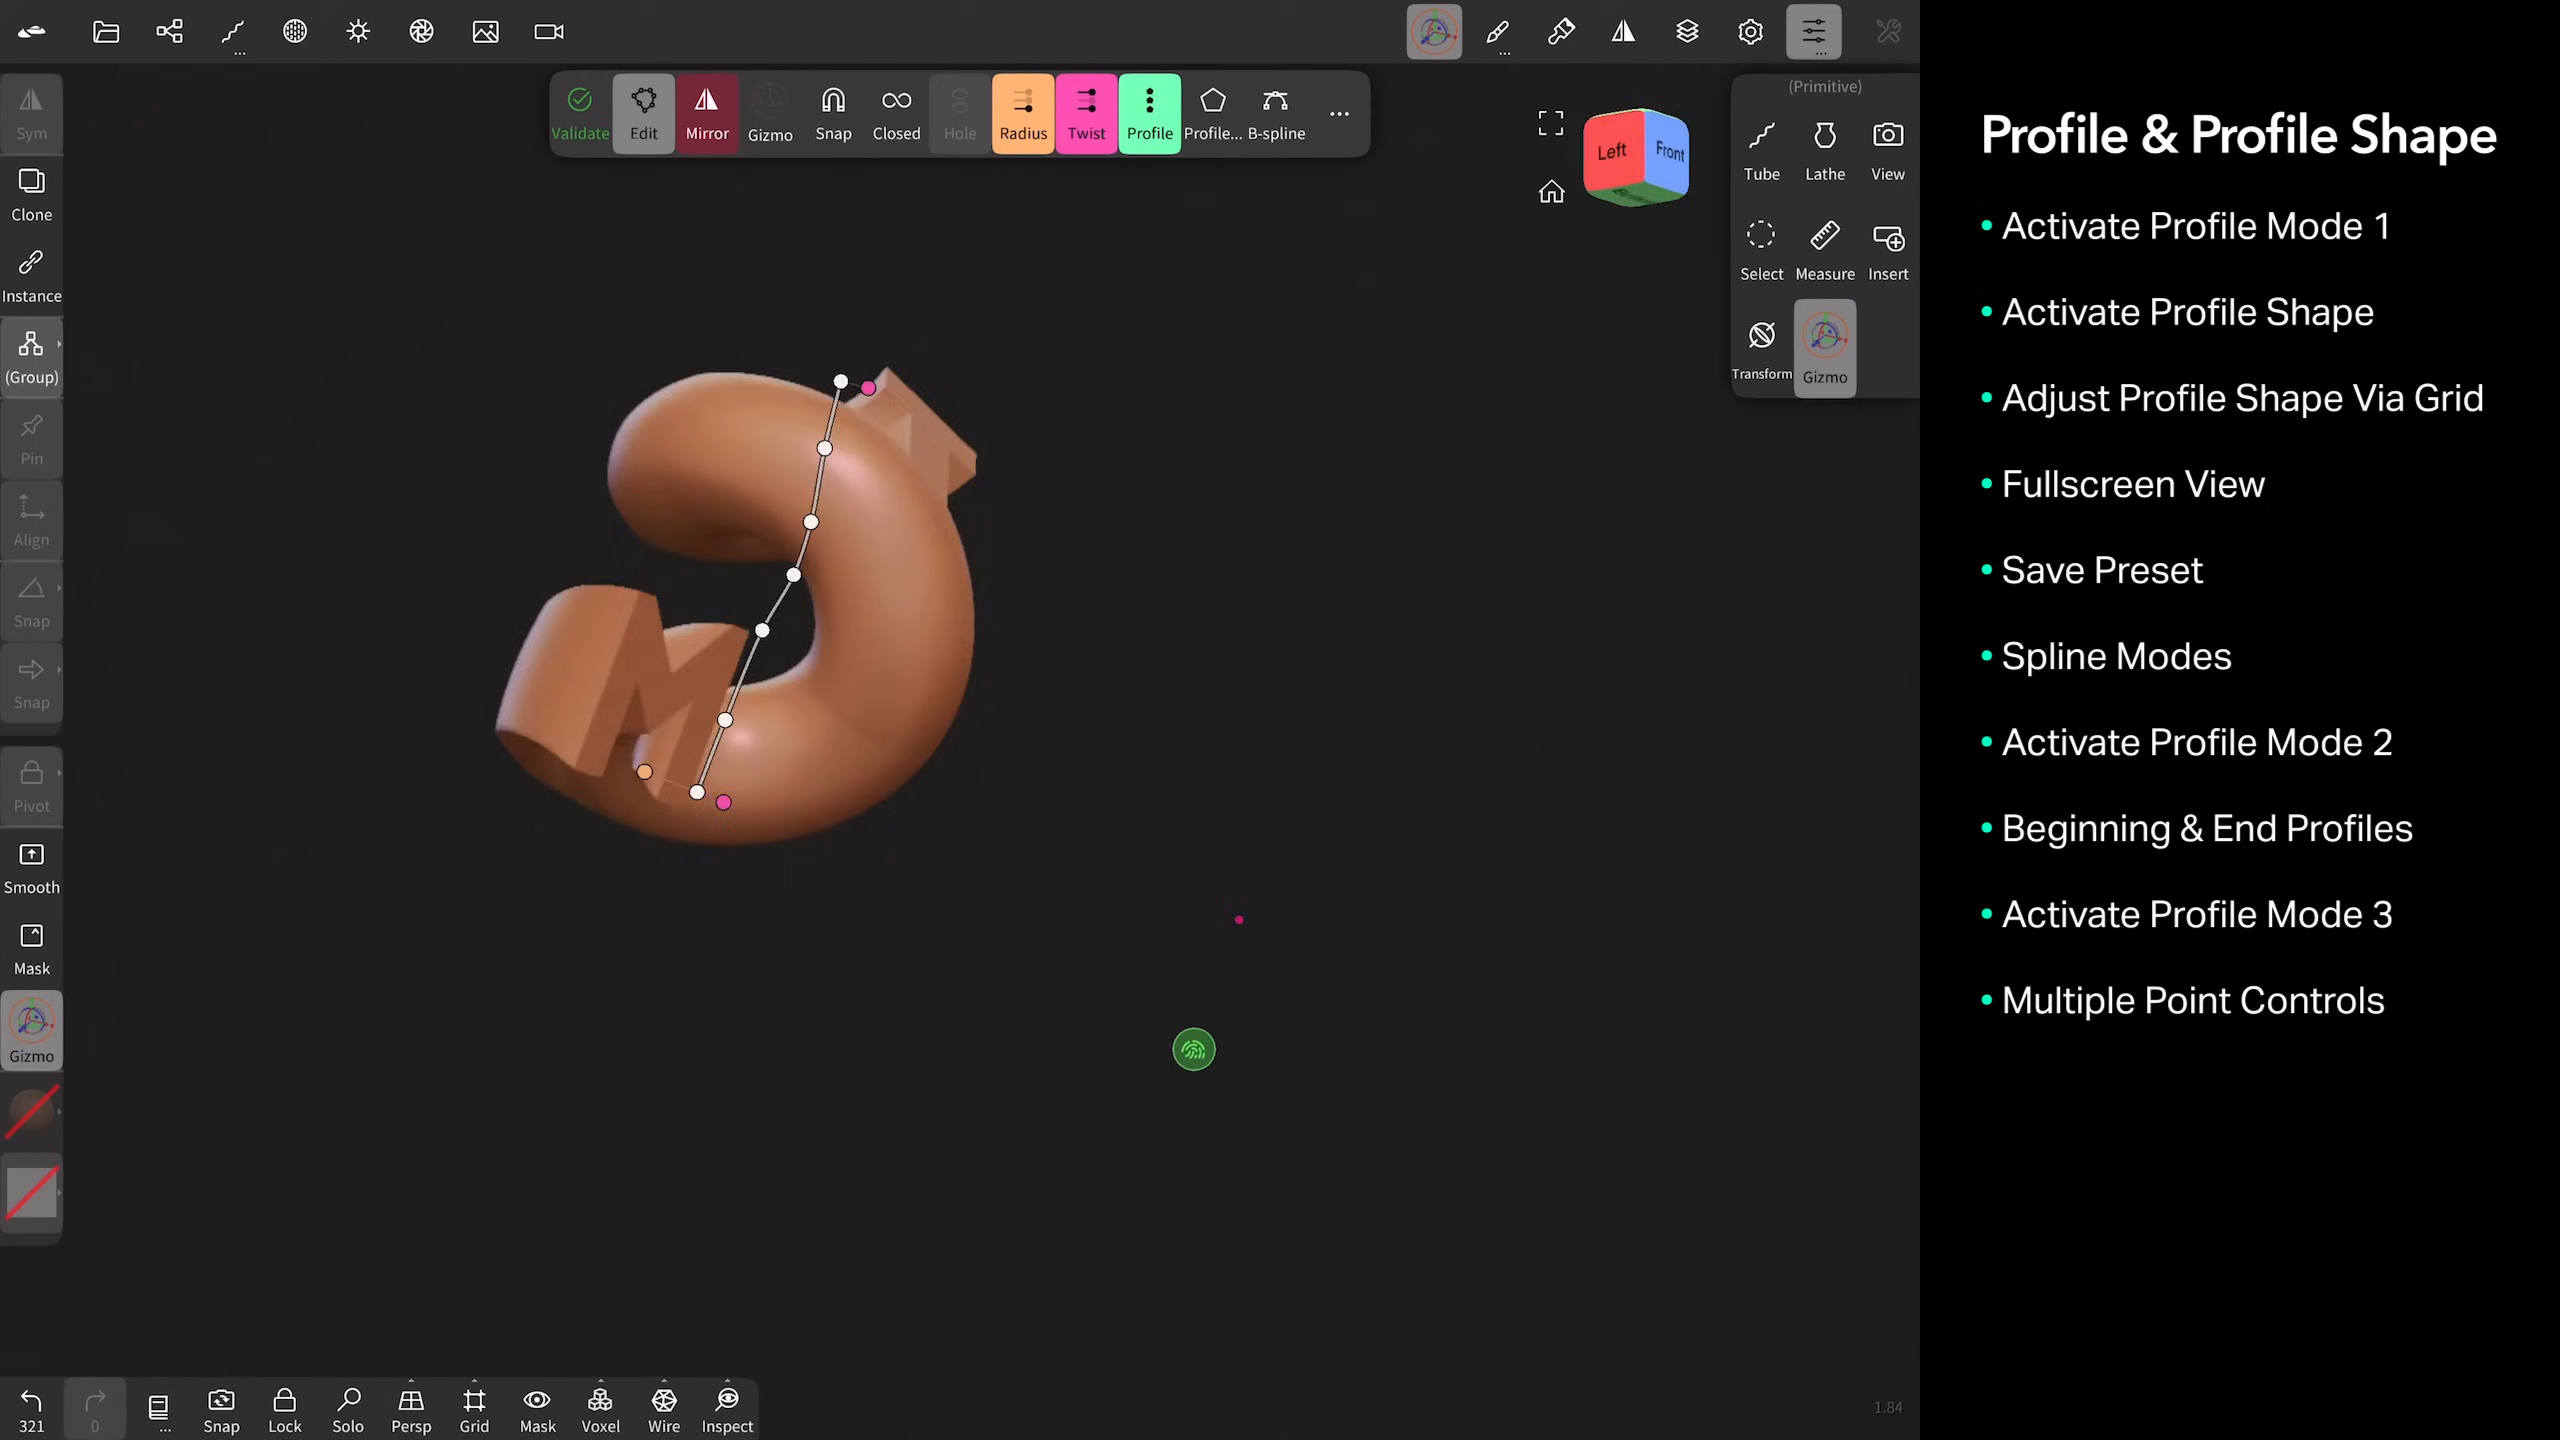 (Primitive)
Sym
Clone
Instance
(Group)
Pin
Align
Snap
Snap
Pivot
Smooth
Mask
Gizmo
Validate
Edit
Mirror
Gizmo
Snap
Closed
Hole
Radius
Twist
Profile
Profile...
B-spline
...
Left
Front
Tube
Lathe
View
Select
Measure
Insert
Transform
Gizmo
M
321
0
Snap
Lock
Solo
Persp
Grid
Mask
Voxel
Wire
Inspect
1.84
Profile & Profile Shape
• Activate Profile Mode 1
• Activate Profile Shape
• Adjust Profile Shape Via Grid
• Fullscreen View
• Save Preset
• Spline Modes
• Activate Profile Mode 2
• Beginning & End Profiles
• Activate Profile Mode 3
• Multiple Point Controls